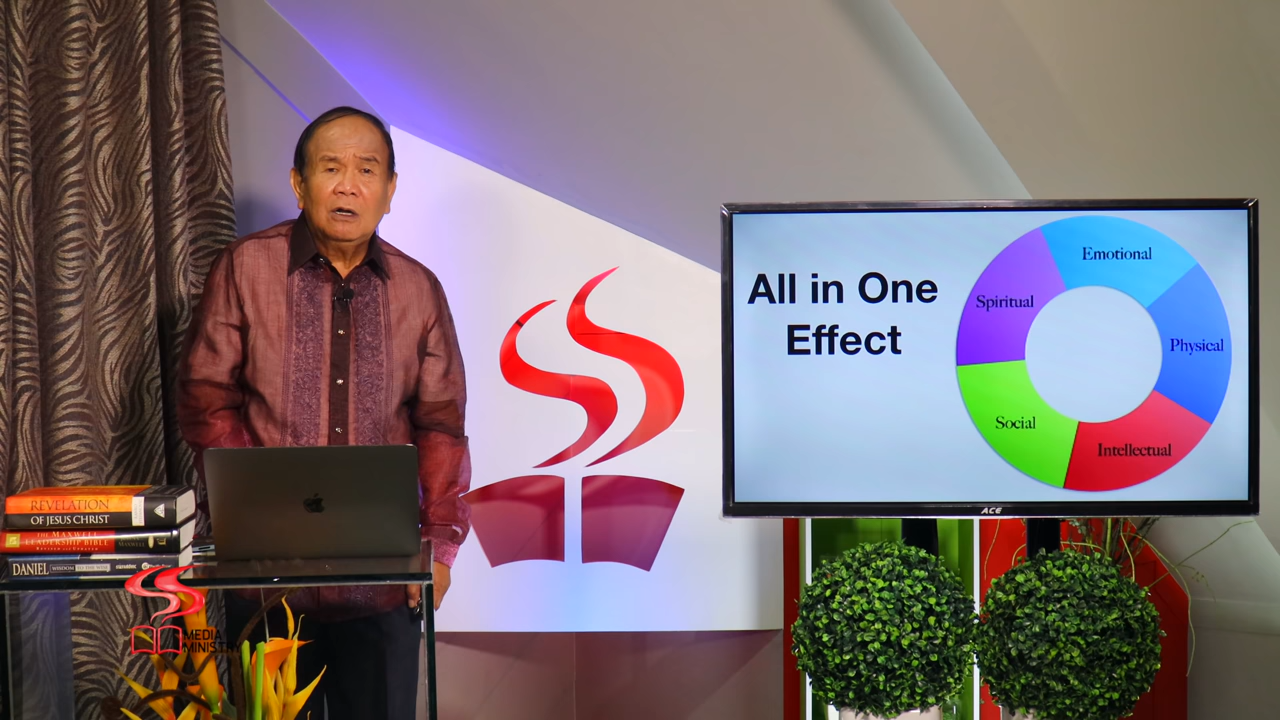 All in One
Effect
Emotional
Spiritual
Physical
Social
Intellectual
ACE
REVELATION
OF JESUS CHRIST
THE MAXWELL
LEADERSHIP BIBLE
MAXWELL
DANIEL
MEDIA
MINISTRY